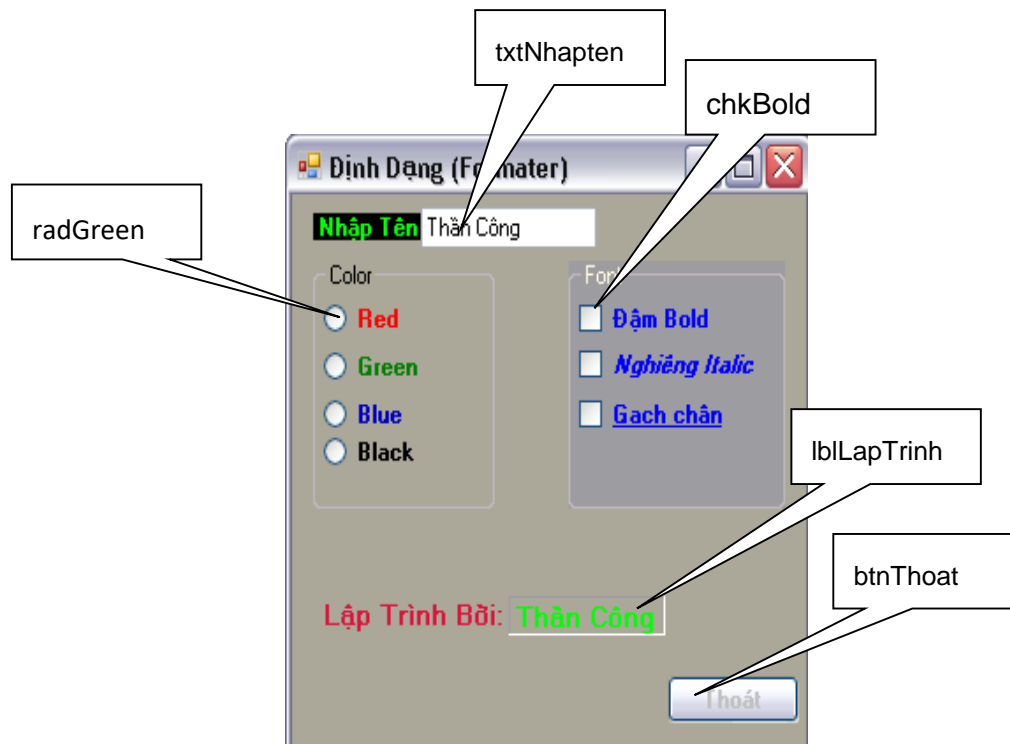 txtNhapten
chkBold
Định Dạng (Fo mater)
radGreen
Nhập Tên Thần Công
Color
Font
Red
Đậm Bold
Green
Nghiêng Italic
Blue
Gach chân
Black
lblLapTrinh
btnThoat
Lập Trình Bởi: Thần Công
Thoát